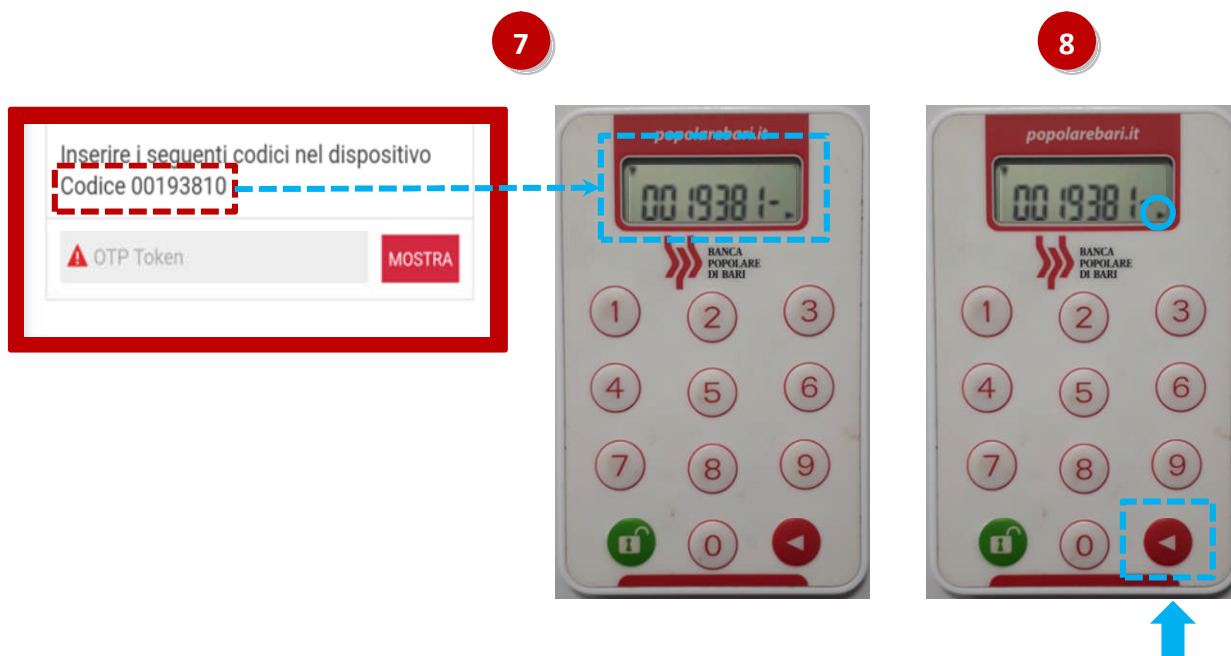 7
8
Inserire i seguenti codici nel dispositivo
Codice 00193810
OTP Token
MOSTRA
popolarebari.it
0019381-
BANCA
POPOLARE
DI BARI
1 2 3
4 5 6
7 8 9
0
popolarebari.it
0019381-
BANCA
POPOLARE
DI BARI
1 2 3
4 5 6
7 8 9
0